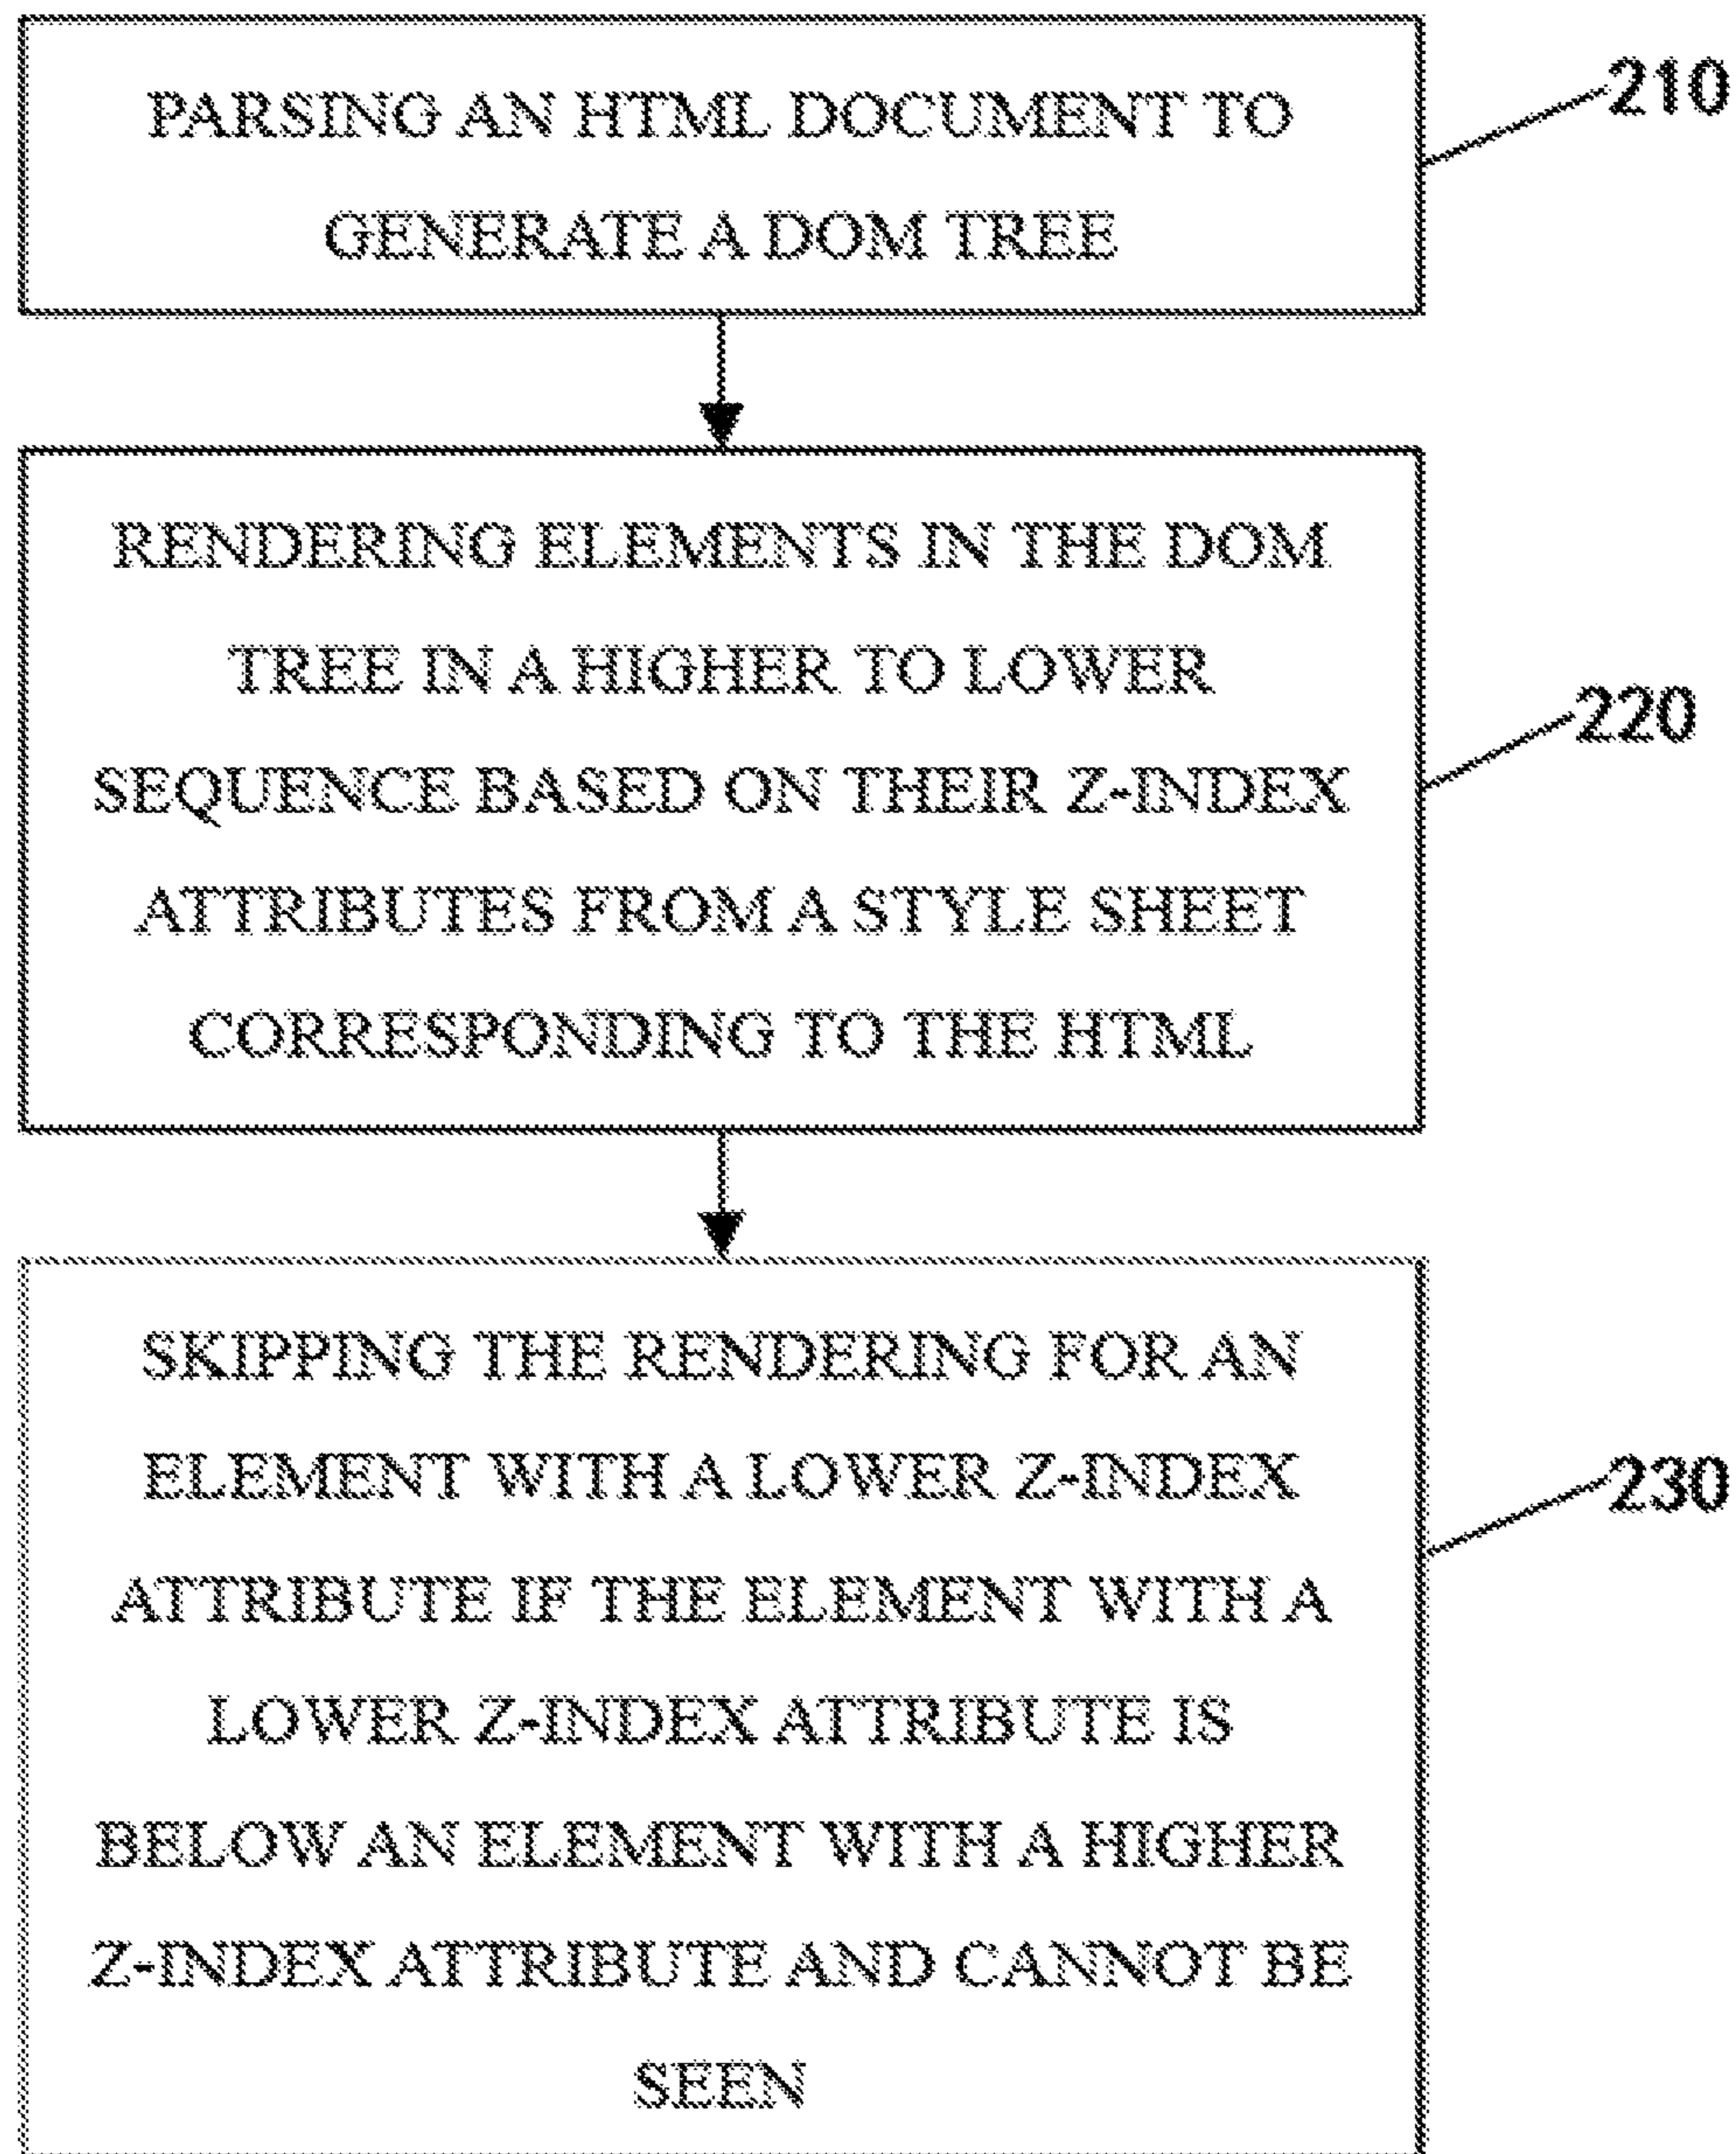 PARSING AN HTML DOCUMENT TO
GENERATE A DOM TREE
210
RENDERING ELEMENTS IN THE DOM
TREE IN A HIGHER TO LOWER
SEQUENCE BASED ON THEIR Z-INDEX
ATTRIBUTES FROM A STYLE SHEET
CORRESPONDING TO THE HTML
220
SKIPPING THE RENDERING FOR AN
ELEMENT WITH A LOWER Z-INDEX
ATTRIBUTE IF THE ELEMENT WITH A
LOWER Z-INDEX ATTRIBUTE IS
BELOW AN ELEMENT WITH A HIGHER
Z-INDEX ATTRIBUTE AND CANNOT BE
SEEN
230